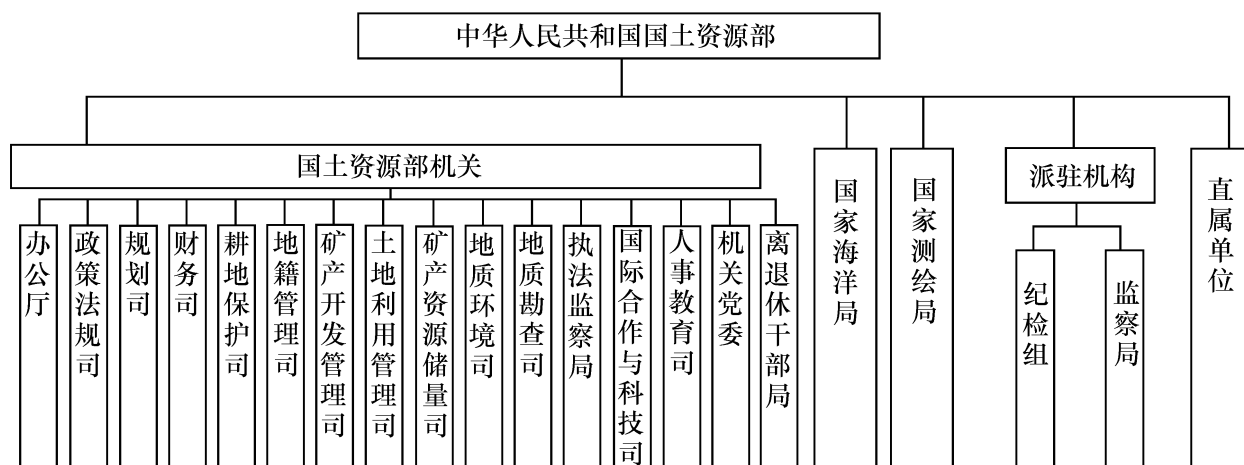 中华人民共和国国土资源部
国土资源部机关
国家海洋局
国家测绘局
派驻机构
直属单位
办公厅
政策法规司
规划司
财务司
耕地保护司
地籍管理司
矿产开发管理司
土地利用管理司
矿产资源储量司
地质环境司
地质勘查司
执法监察局
国际合作与科技司
人事教育司
机关党委
离退休干部局
纪检组
监察局